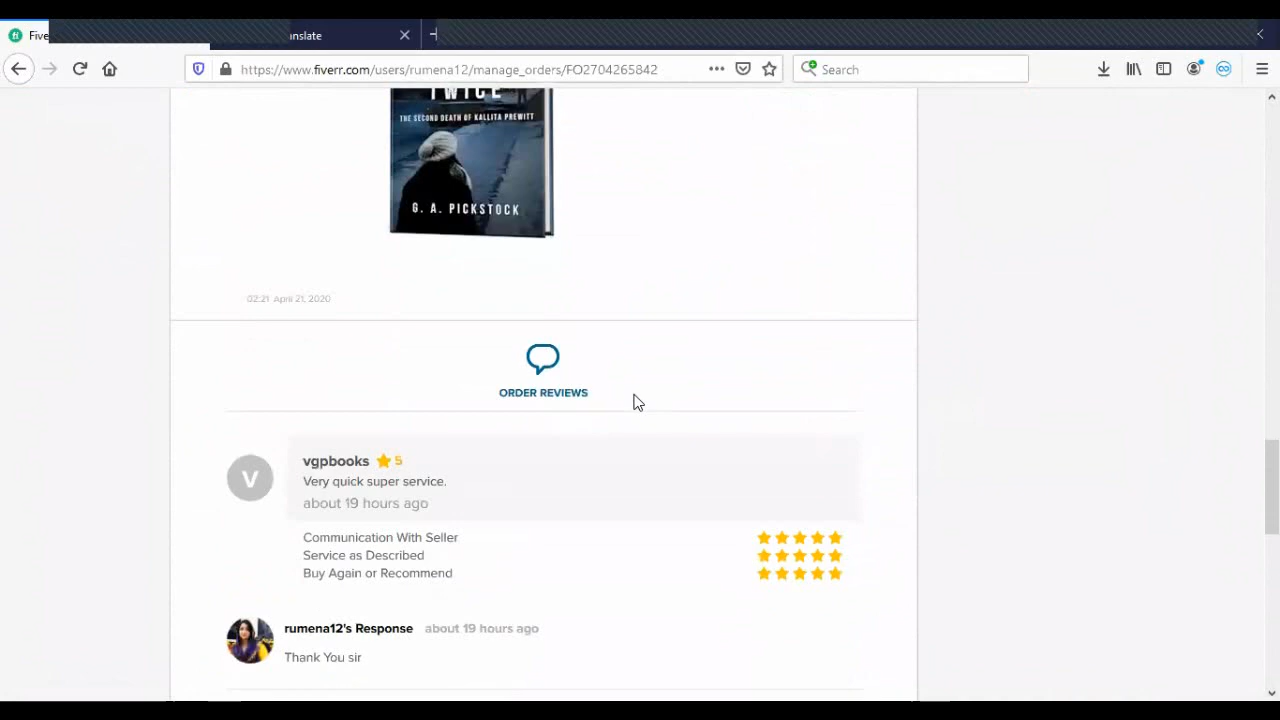 Five
nslate
https://www.fiverr.com/users/rumena12/manage_orders/FO2704265842
Search
TWICE
THE SECOND DEATH OF KALLITA PREWITT
G. A. PICKSTOCK
02:21 April 21, 2020
ORDER REVIEWS
V
vgpbooks 5
Very quick super service.
about 19 hours ago
Communication With Seller
Service as Described
Buy Again or Recommend
rumena12's Response about 19 hours ago
Thank You sir